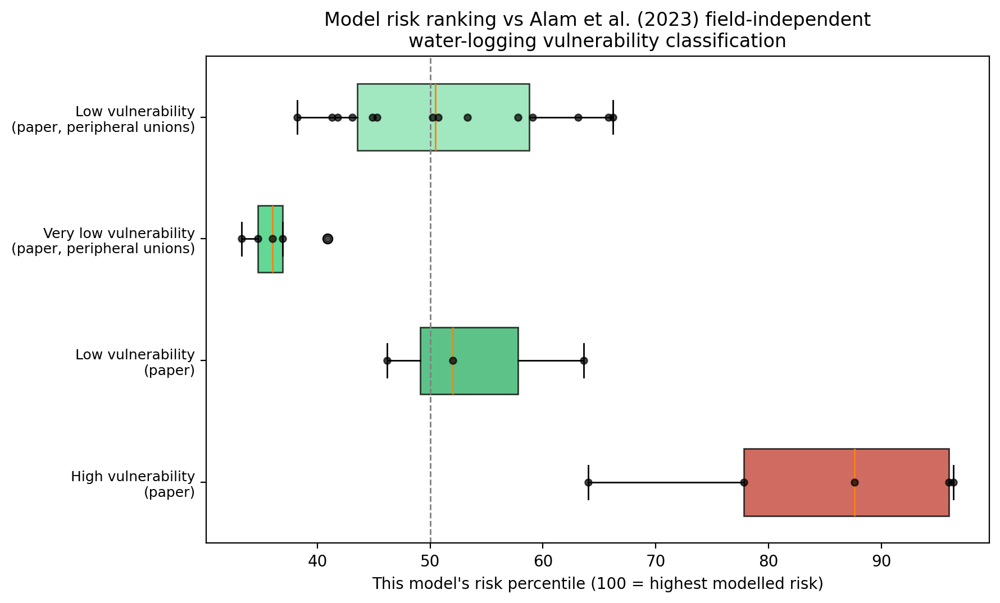 Model risk ranking vs Alam et al. (2023) field-independent
water-logging vulnerability classification
Low vulnerability
(paper, peripheral unions)
Very low vulnerability
(paper, peripheral unions)
Low vulnerability
(paper)
High vulnerability
(paper)
40 50 60 70 80 90
This model's risk percentile (100 = highest modelled risk)